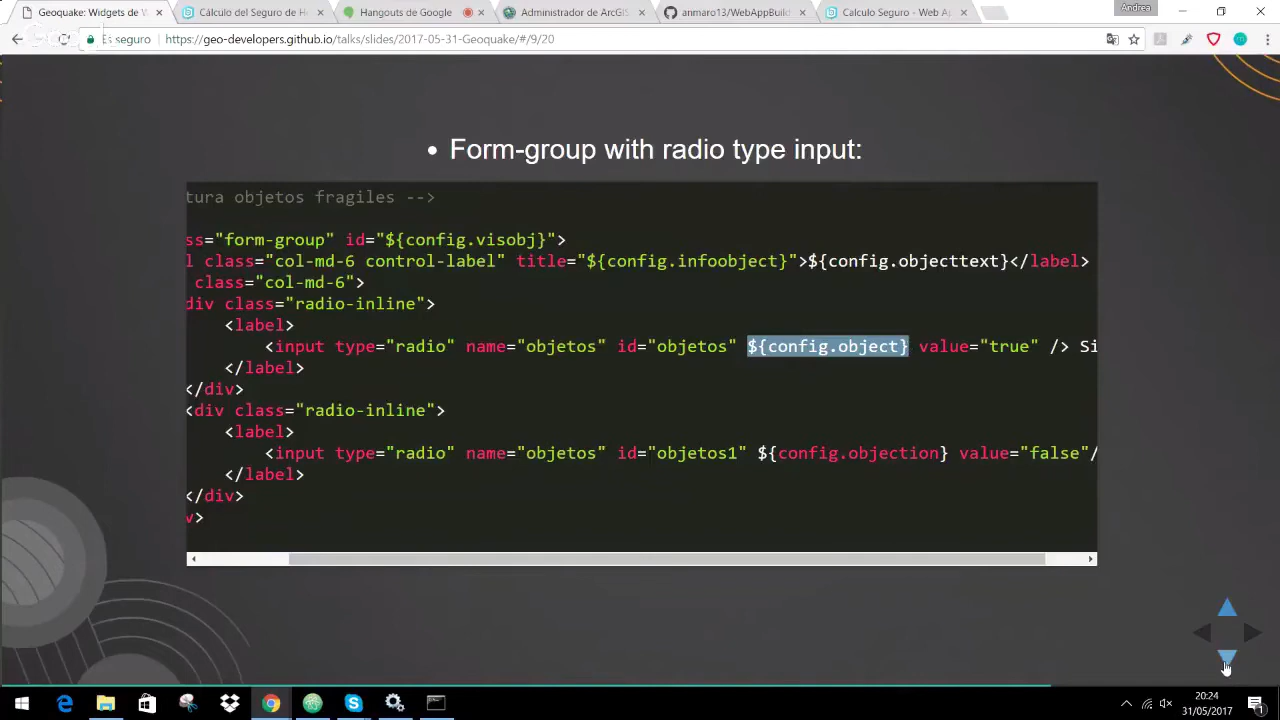 Geoquake: Widgets de W
Cálculo del Seguro de H
Hangouts de Google
Administrador de ArcGIS
anmaro13/WebAppBuild
Calculo Seguro - Web A
Andrea
Es seguro
https://geo-developers.github.io/talks/slides/2017-05-31-Geoquake/#/9/20
• Form-group with radio type input:
tura objetos fragiles -->
ss="form-group" id="${config.visobj}">
l class="col-md-6 control-label" title="${config.infoobject}">${config.objecttext}</label>
class="col-md-6">
div class="radio-inline">
<label>
<input type="radio" name="objetos" id="objetos" ${config.object} value="true" /> Si
</label>
</div>
<div class="radio-inline">
<label>
<input type="radio" name="objetos" id="objetos1" ${config.objection} value="false"/
</label>
</div>
v>
20:24
31/05/2017
1